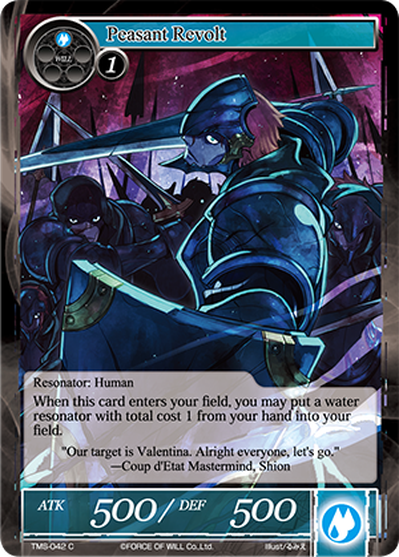 Peasant Revolt
WILL
1
Resonator: Human
When this card enters your field, you may put a water
resonator with total cost 1 from your hand into your
field.
"Our target is Valentina. Alright everyone, let's go."
—Coup d'Etat Mastermind, Shion
ATK 500 / DEF 500
TMS-042 C ©FORCE OF WILL Co.,Ltd. Illust/